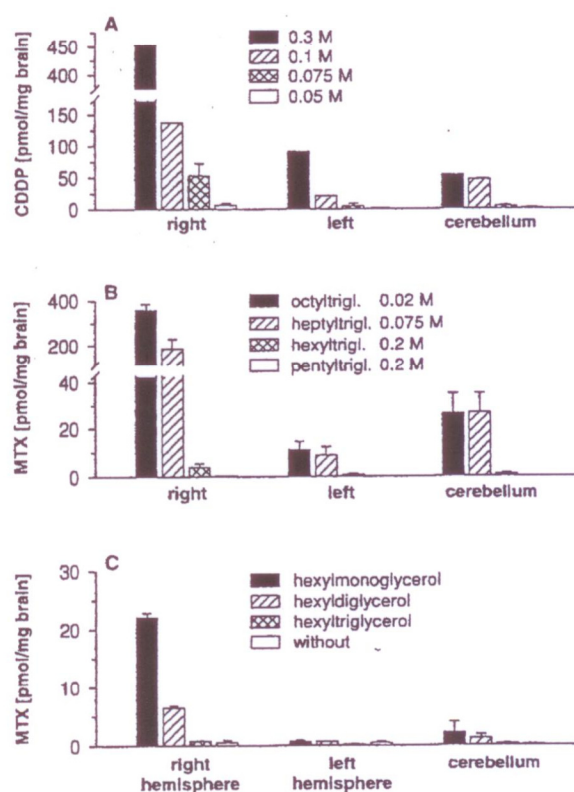 A
CDDP [pmol/mg brain]
450
400
150
100
50
0
0.3 M
0.1 M
0.075 M
0.05 M
right left cerebellum
B
MTX [pmol/mg brain]
400
200
40
20
0
octyltrigl. 0.02 M
heptyltrigl. 0.075 M
hexyltrigl. 0.2 M
pentyltrigl. 0.2 M
right left cerebellum
C
MTX [pmol/mg brain]
30
20
10
0
hexylmonoglycerol
hexyldiglycerol
hexyltriglycerol
without
right left cerebellum
hemisphere hemisphere